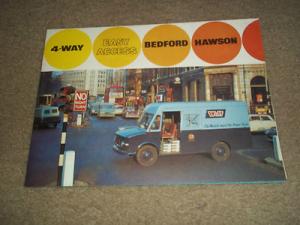 4-WAY
EASY
ACCESS
BEDFORD
HAWSON
NO
RIGHT
TURN